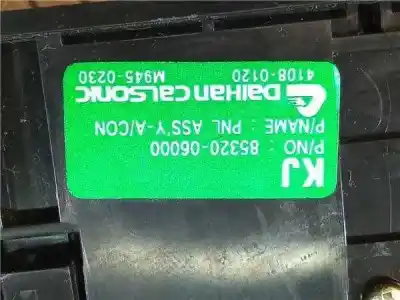 KJ
P/NO : 85320-06000
P/NAME : PNL ASS'Y-A/CON
DAIHAN CALSONIC
4108-0120 M945-0230